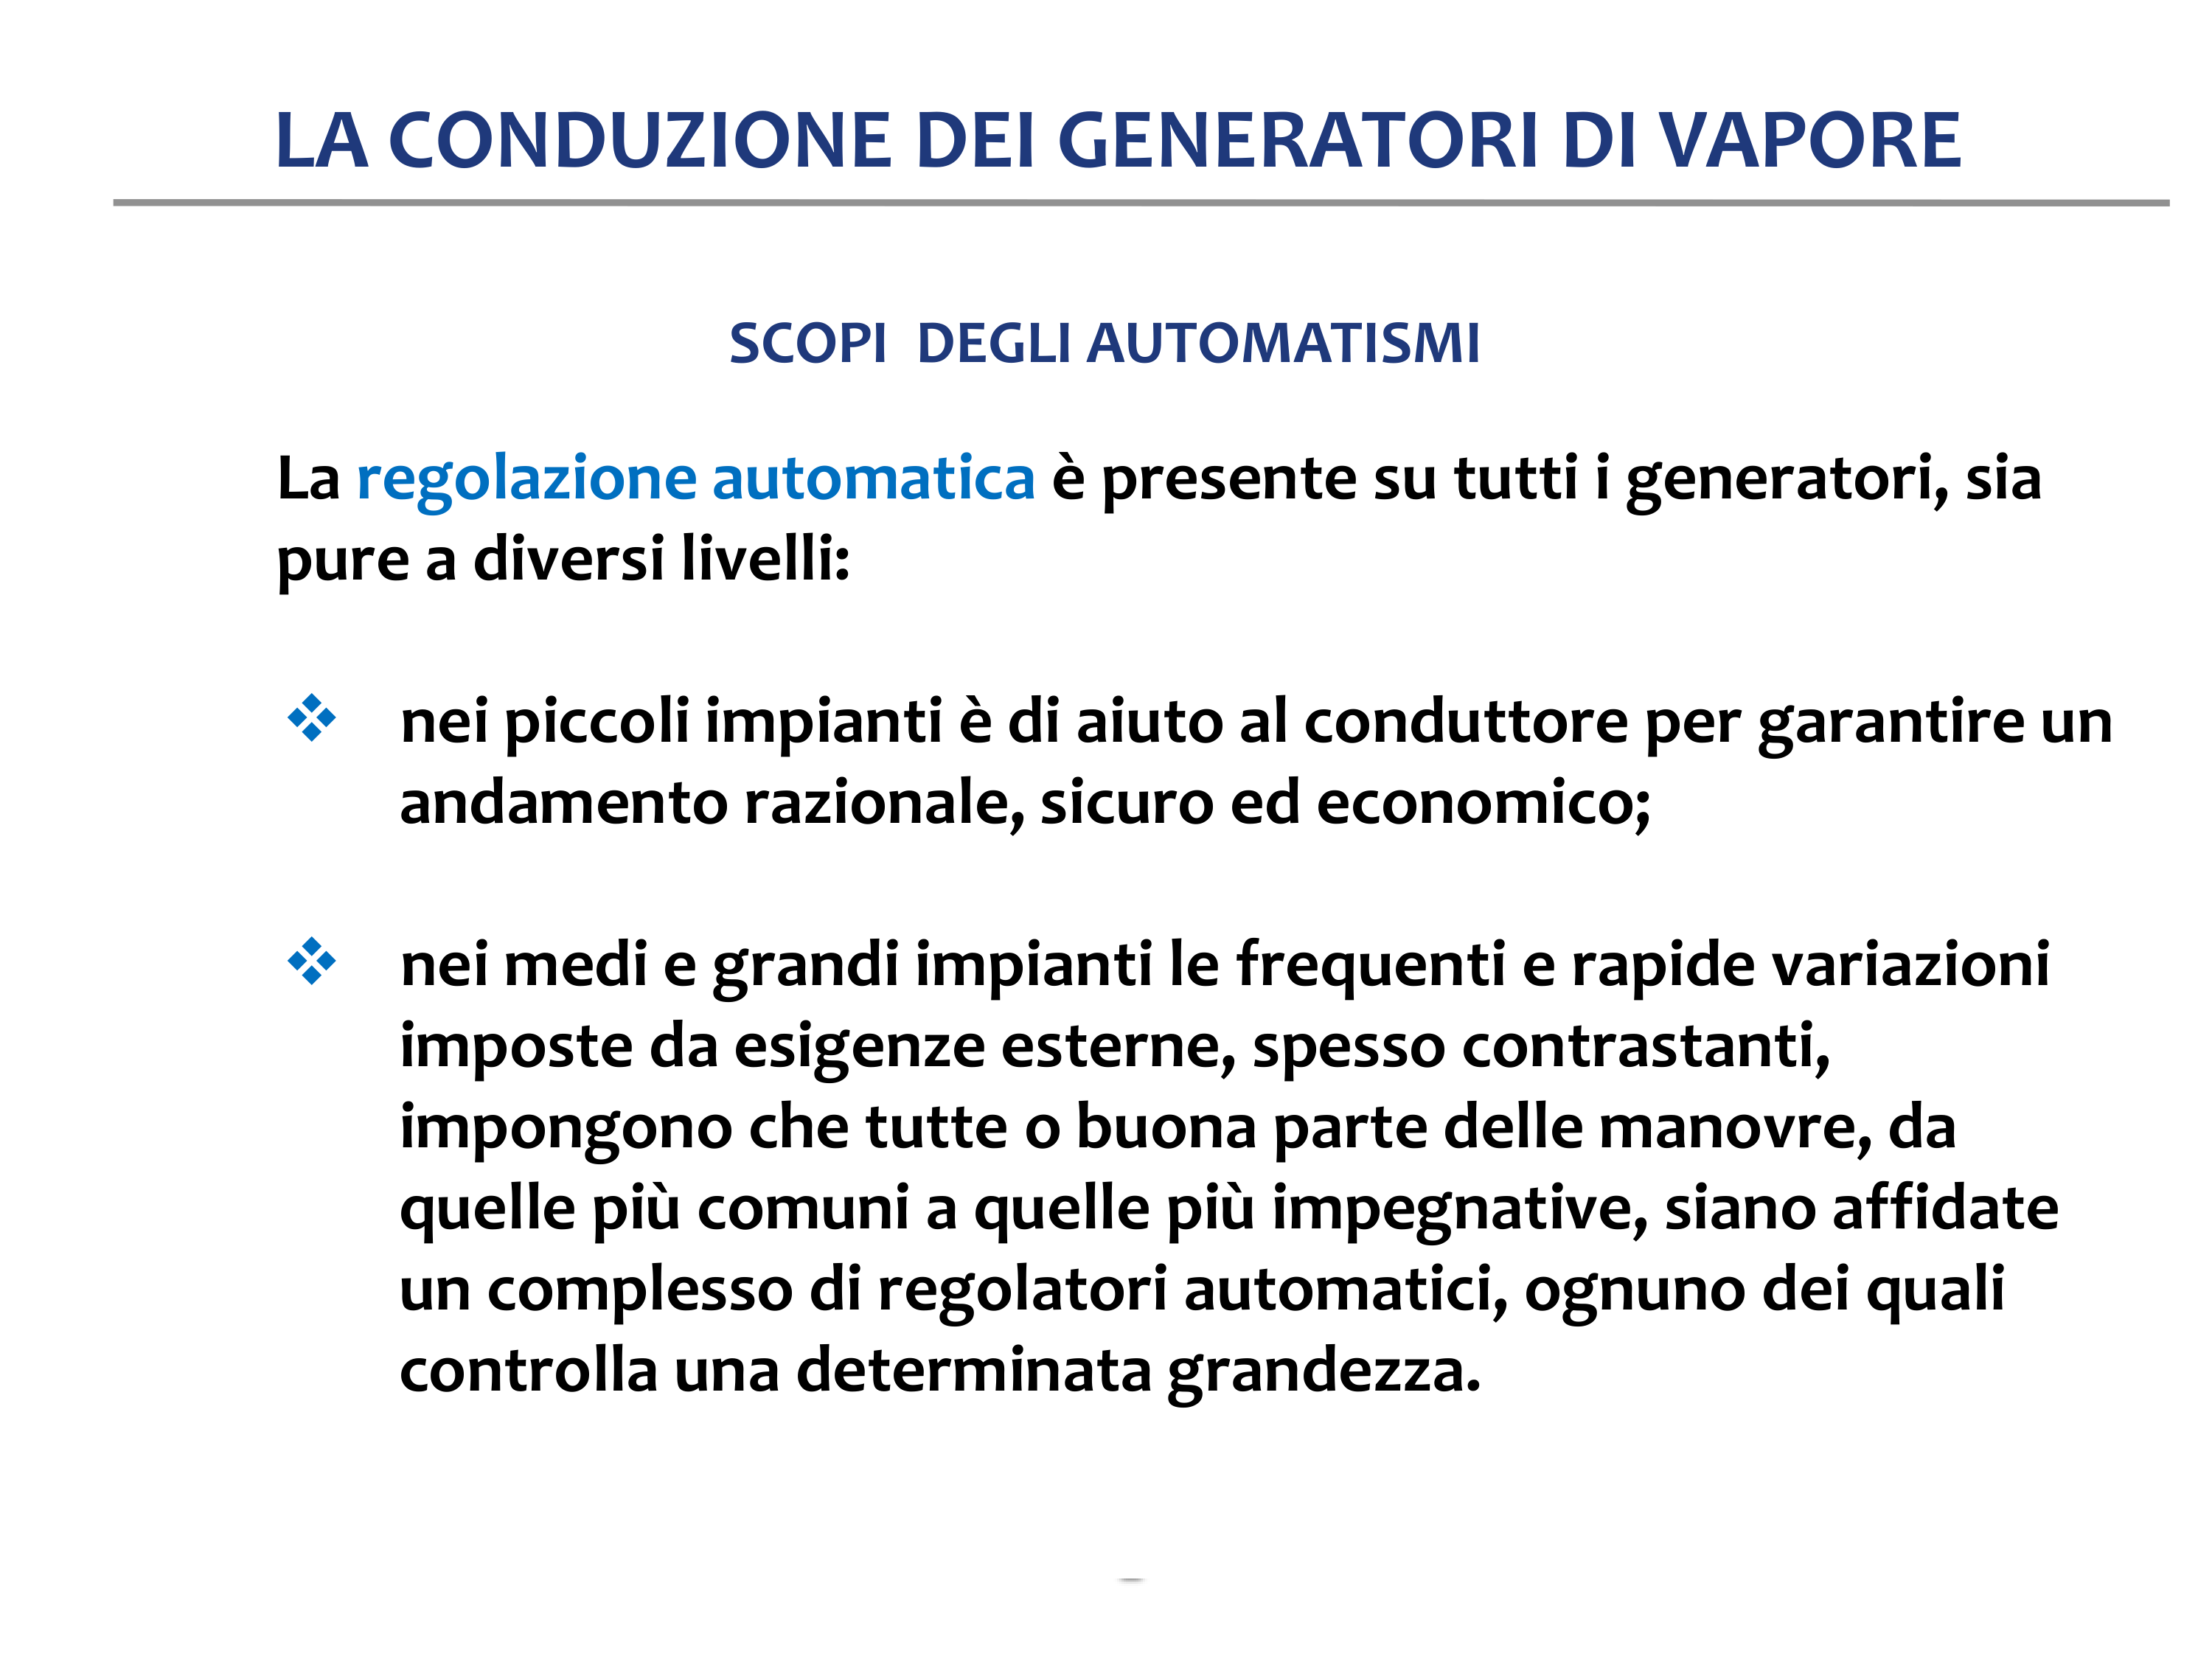 LA CONDUZIONE DEI GENERATORI DI VAPORE
SCOPI DEGLI AUTOMATISMI
La regolazione automatica è presente su tutti i generatori, sia
pure a diversi livelli:
❖ nei piccoli impianti è di aiuto al conduttore per garantire un
andamento razionale, sicuro ed economico;
❖ nei medi e grandi impianti le frequenti e rapide variazioni
imposte da esigenze esterne, spesso contrastanti,
impongono che tutte o buona parte delle manovre, da
quelle più comuni a quelle più impegnative, siano affidate
un complesso di regolatori automatici, ognuno dei quali
controlla una determinata grandezza.